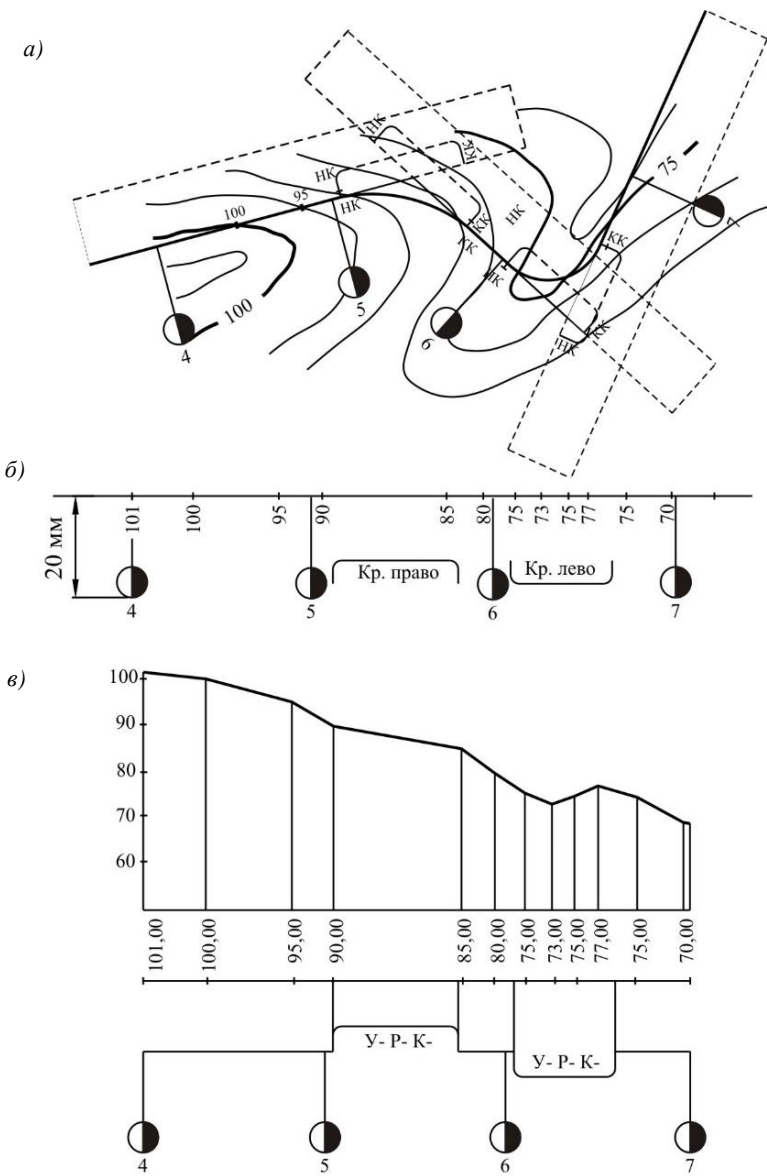 а)
НК
КК
75
НК
КК
НК
95
НК
100
КК
КК
КК
НК
7
5
100
6
4
НК
КК
б)
101
100
95
90
85
80
75
73
75
77
75
70
20 мм
Кр. право
Кр. лево
4
5
6
7
в)
100
90
80
70
60
101,00
100,00
95,00
90,00
85,00
80,00
75,00
73,00
75,00
77,00
75,00
70,00
У- Р- К-
У- Р- К-
4
5
6
7